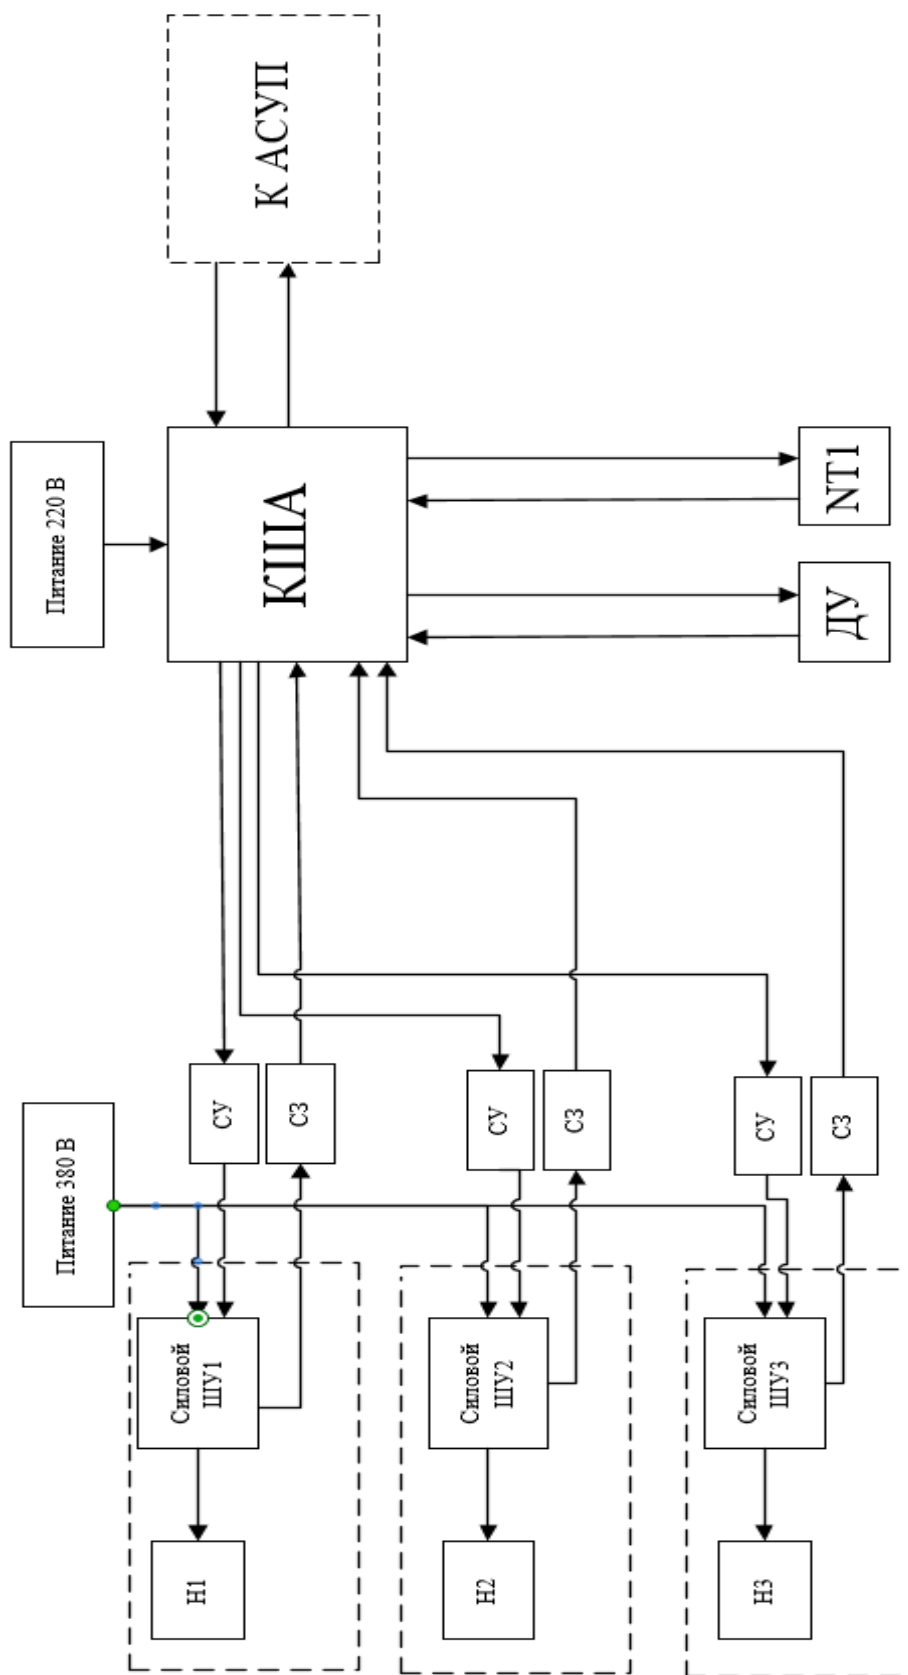 К АСУП
Питание 220 В
КША
NT1
ДУ
Питание 380 В
СУ
СЗ
СУ
СЗ
СУ
СЗ
Силовой
ШУ1
Силовой
ШУ2
Силовой
ШУ3
Н1
Н2
Н3